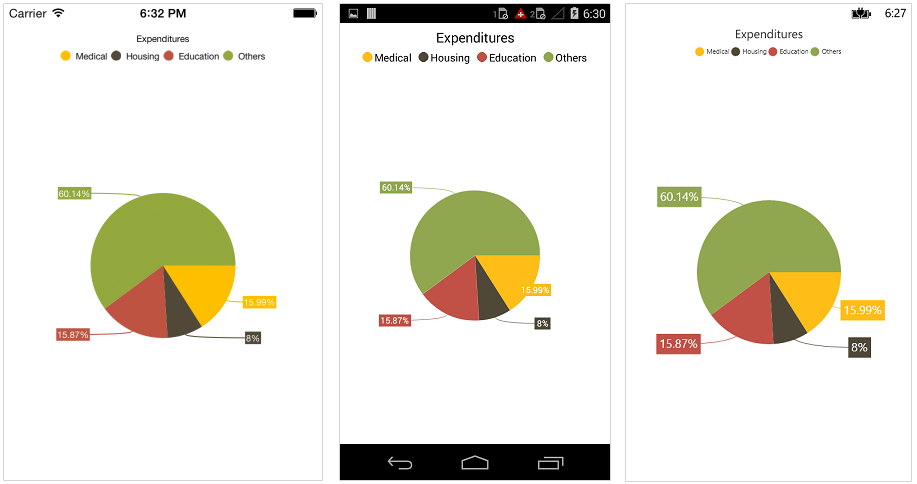 Carrier 6:32 PM
Expenditures
Medical Housing Education Others
60.14%
15.99%
15.87%
8%
1 2 6:30
Expenditures
Medical Housing Education Others
60.14%
15.99%
15.87%
8%
6:27
Expenditures
Medical Housing Education Others
60.14%
15.99%
15.87%
8%